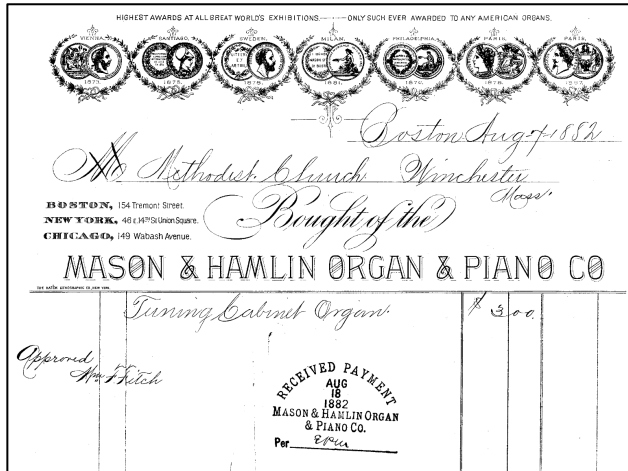 HIGHEST AWARDS AT ALL GREAT WORLD'S EXHIBITIONS. ONLY SUCH EVER AWARDED TO ANY AMERICAN ORGANS.
VIENNA, SANTIAGO, SWEDEN, MILAN, PHILADELPHIA, PARIS, PARIS,
1873. 1875. 1878. 1881. 1876. 1878. 1867.
Boston Aug 7 1882
Methodist Church Winchester
Mass.
BOSTON, 154 Tremont Street.
NEW YORK, 46 E. 14TH St Union Square.
CHICAGO, 149 Wabash Avenue.
Bought of the
MASON & HAMLIN ORGAN & PIANO CO
Tuning Cabinet Organ. $ 3 00
Approved
Wm F Fitch
RECEIVED PAYMENT
AUG
18
1882
MASON & HAMLIN ORGAN
& PIANO CO.
Per